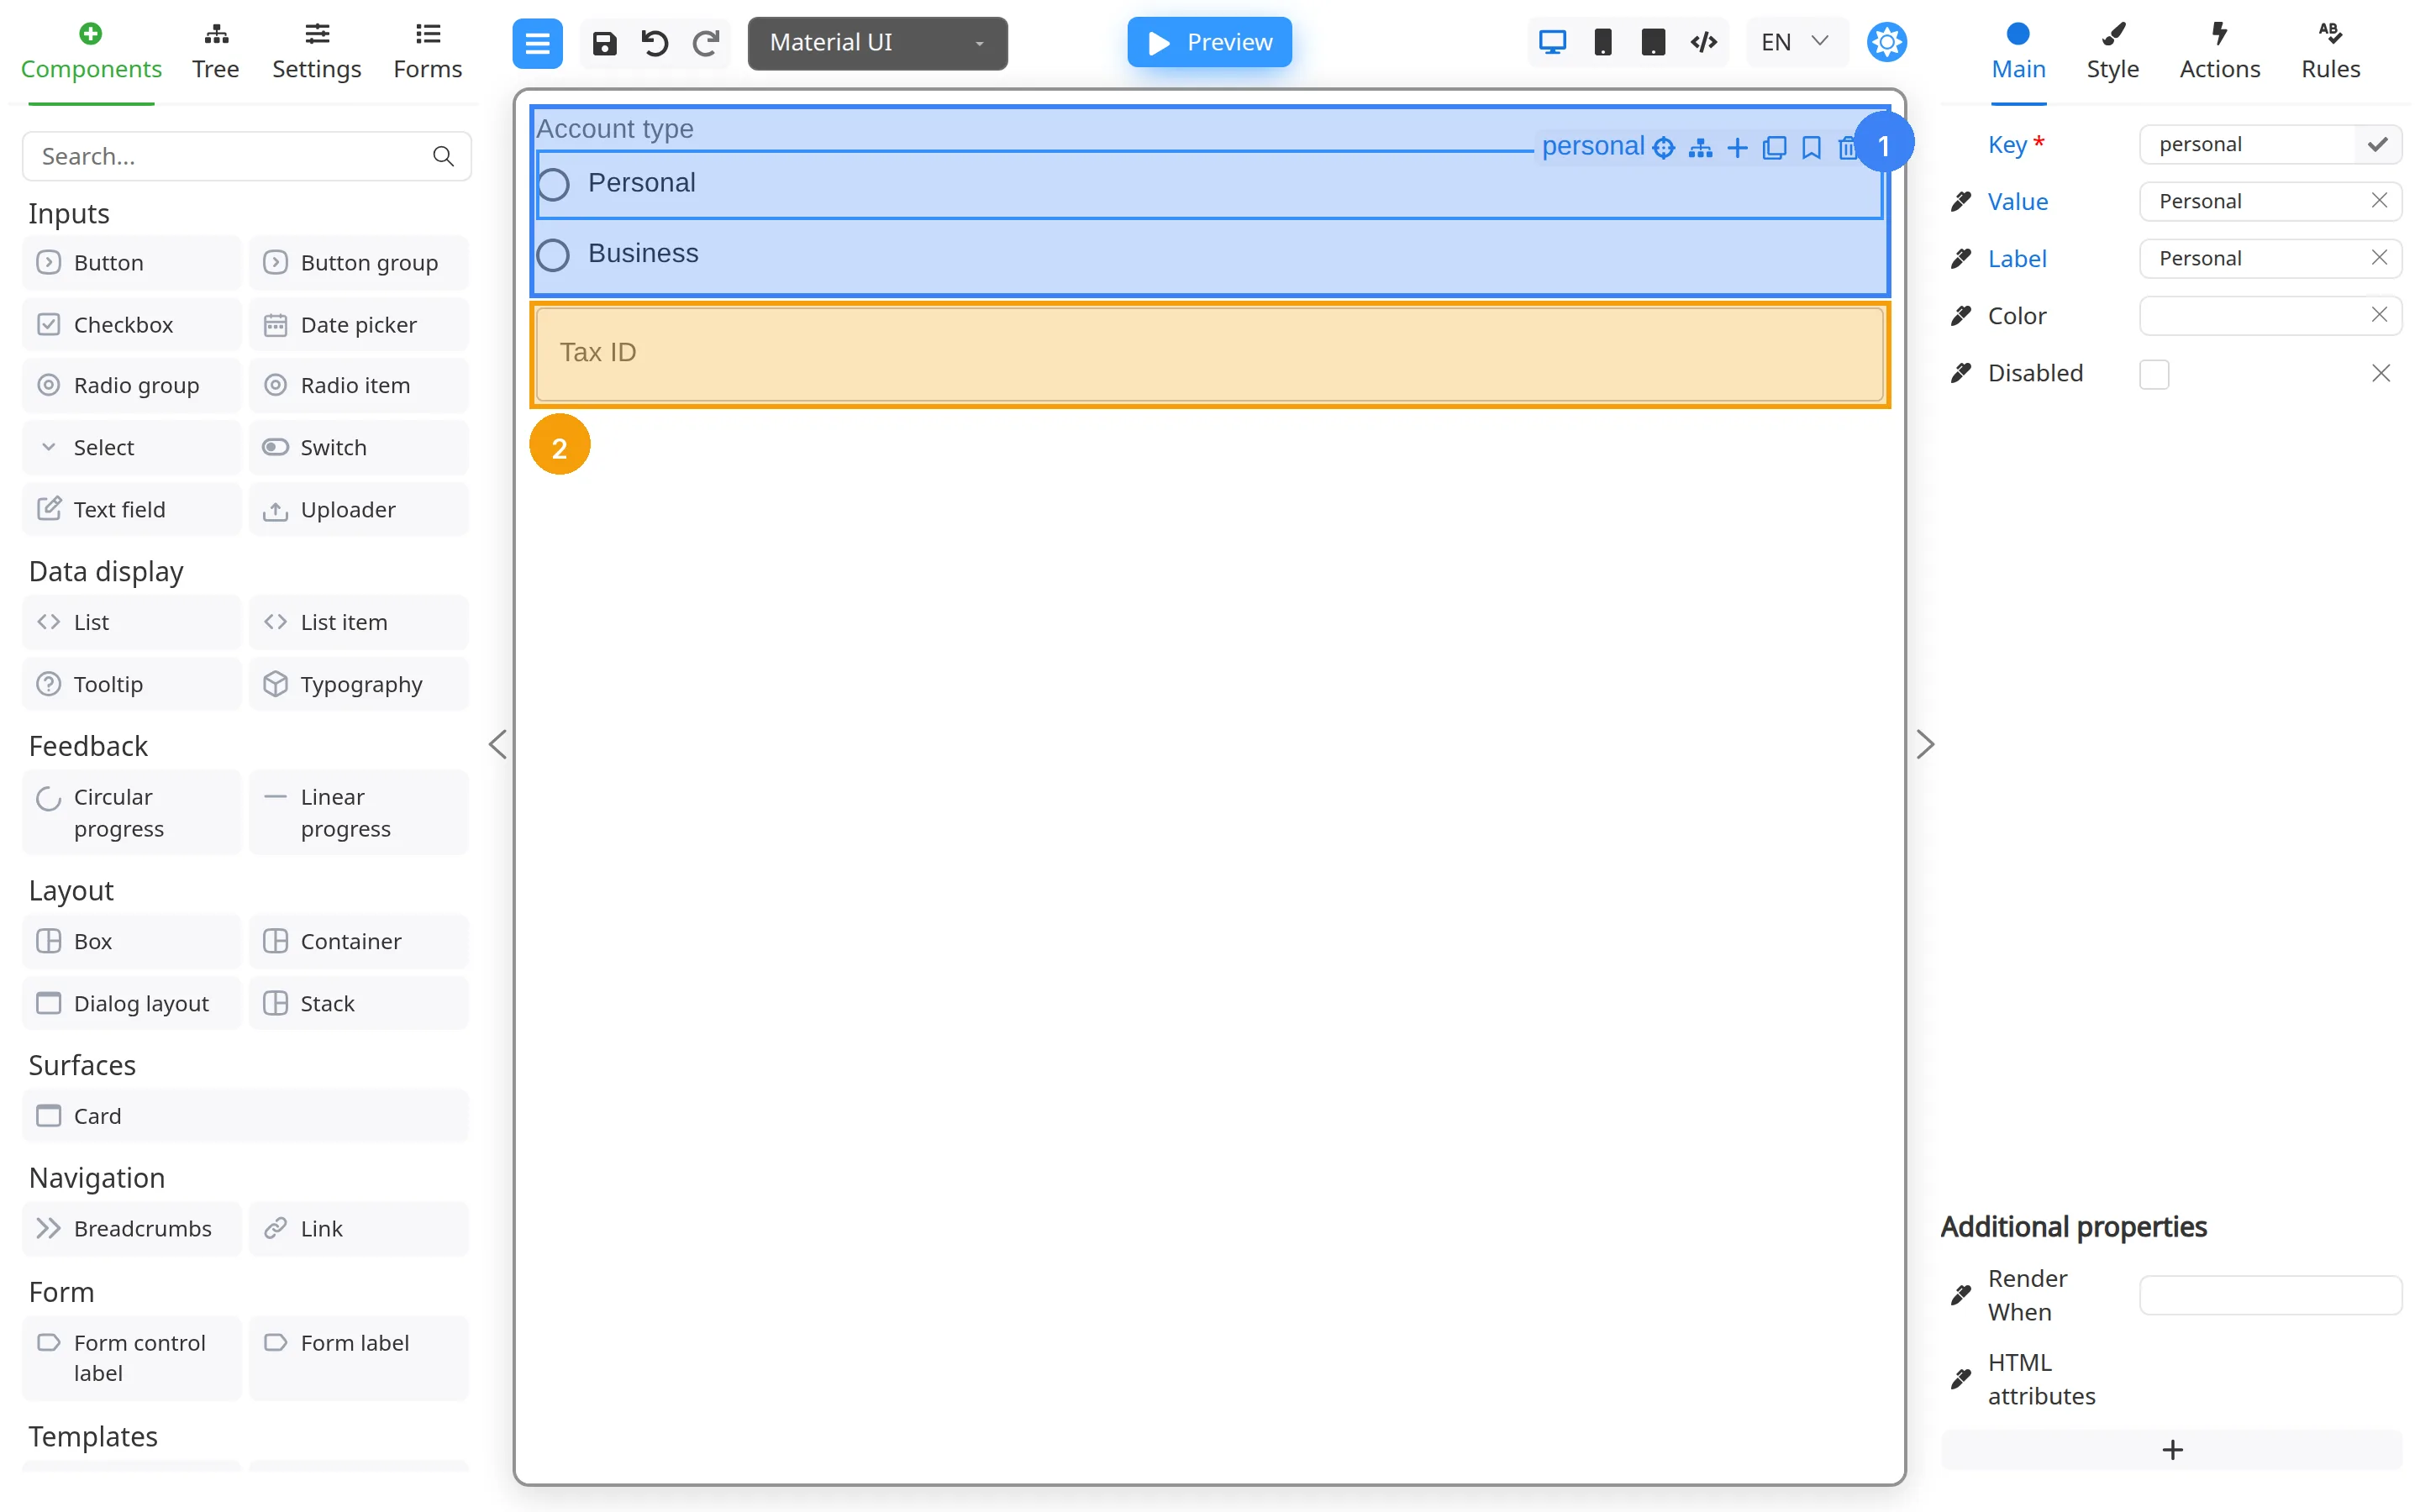 Components
Tree
Settings
Forms
Material UI
Preview
EN
Main
Style
Actions
Rules
Search...
Inputs
Button
Button group
Checkbox
Date picker
Radio group
Radio item
Select
Switch
Text field
Uploader
Data display
List
List item
Tooltip
Typography
Feedback
Circular
progress
Linear
progress
Layout
Box
Container
Dialog layout
Stack
Surfaces
Card
Navigation
Breadcrumbs
Link
Form
Form control
label
Form label
Templates
Account type
personal
1
Personal
Business
Tax ID
2
Key *
personal
Value
Personal
Label
Personal
Color
Disabled
Additional properties
Render
When
HTML
attributes